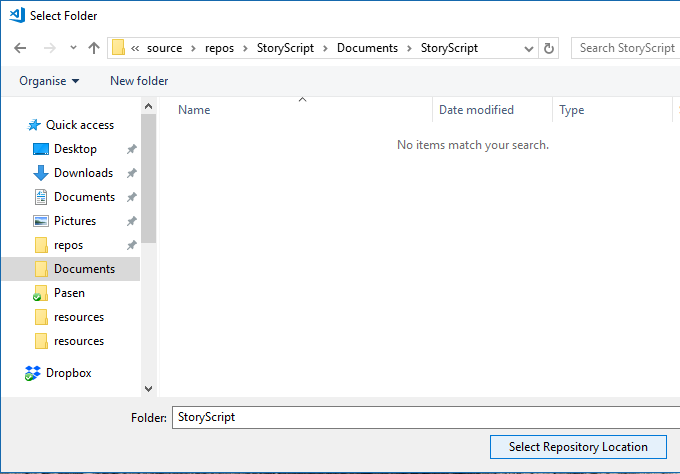 Select Folder
« source › repos › StoryScript › Documents › StoryScript
Search StoryScript
Organise New folder
Name Date modified Type
No items match your search.
Quick access
Desktop
Downloads
Documents
Pictures
repos
Documents
Pasen
resources
resources
Dropbox
Folder: StoryScript
Select Repository Location